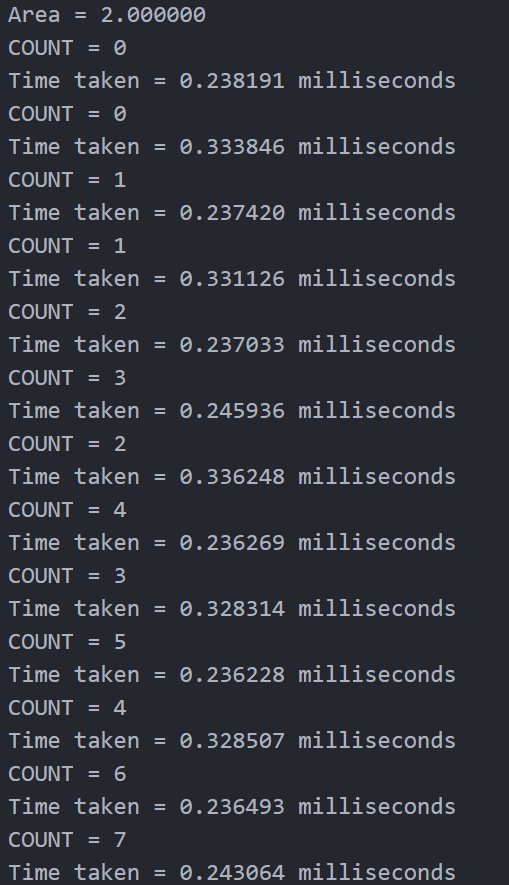 Area = 2.000000
COUNT = 0
Time taken = 0.238191 milliseconds
COUNT = 0
Time taken = 0.333846 milliseconds
COUNT = 1
Time taken = 0.237420 milliseconds
COUNT = 1
Time taken = 0.331126 milliseconds
COUNT = 2
Time taken = 0.237033 milliseconds
COUNT = 3
Time taken = 0.245936 milliseconds
COUNT = 2
Time taken = 0.336248 milliseconds
COUNT = 4
Time taken = 0.236269 milliseconds
COUNT = 3
Time taken = 0.328314 milliseconds
COUNT = 5
Time taken = 0.236228 milliseconds
COUNT = 4
Time taken = 0.328507 milliseconds
COUNT = 6
Time taken = 0.236493 milliseconds
COUNT = 7
Time taken = 0.243064 milliseconds